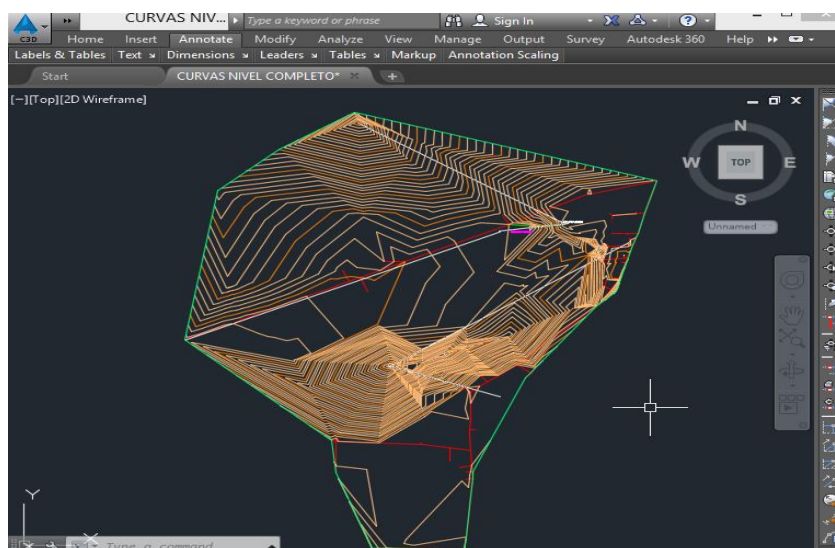 CURVAS NIV... Type a keyword or phrase Sign In ?
C3D Home Insert Annotate Modify Analyze View Manage Output Survey Autodesk 360 Help
Labels & Tables Text Dimensions Leaders Tables Markup Annotation Scaling
Start CURVAS NIVEL COMPLETO* +
[−][Top][2D Wireframe]
N
W TOP E
S
Unnamed
Y
X
Type a command